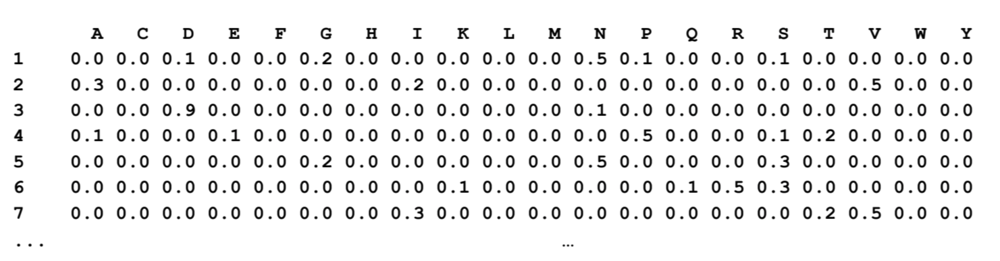 A C D E F G H I K L M N P Q R S T V W Y
1 0.0 0.0 0.1 0.0 0.0 0.2 0.0 0.0 0.0 0.0 0.0 0.5 0.1 0.0 0.0 0.1 0.0 0.0 0.0 0.0
2 0.3 0.0 0.0 0.0 0.0 0.0 0.0 0.2 0.0 0.0 0.0 0.0 0.0 0.0 0.0 0.0 0.0 0.5 0.0 0.0
3 0.0 0.0 0.9 0.0 0.0 0.0 0.0 0.0 0.0 0.0 0.0 0.1 0.0 0.0 0.0 0.0 0.0 0.0 0.0 0.0
4 0.1 0.0 0.0 0.1 0.0 0.0 0.0 0.0 0.0 0.0 0.0 0.0 0.5 0.0 0.0 0.1 0.2 0.0 0.0 0.0
5 0.0 0.0 0.0 0.0 0.0 0.2 0.0 0.0 0.0 0.0 0.0 0.5 0.0 0.0 0.0 0.3 0.0 0.0 0.0 0.0
6 0.0 0.0 0.0 0.0 0.0 0.0 0.0 0.0 0.1 0.0 0.0 0.0 0.0 0.1 0.5 0.3 0.0 0.0 0.0 0.0
7 0.0 0.0 0.0 0.0 0.0 0.0 0.0 0.3 0.0 0.0 0.0 0.0 0.0 0.0 0.0 0.0 0.2 0.5 0.0 0.0
... …